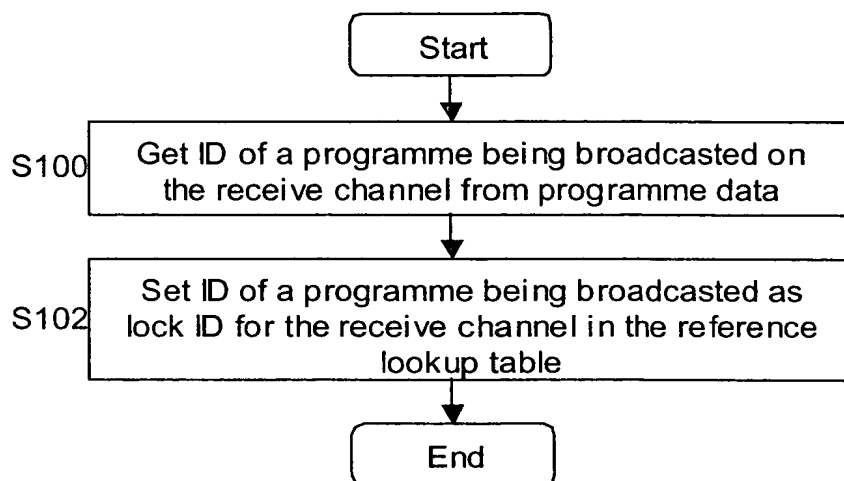 Start
S100
Get ID of a programme being broadcasted on
the receive channel from programme data
S102
Set ID of a programme being broadcasted as
lock ID for the receive channel in the reference
lookup table
End